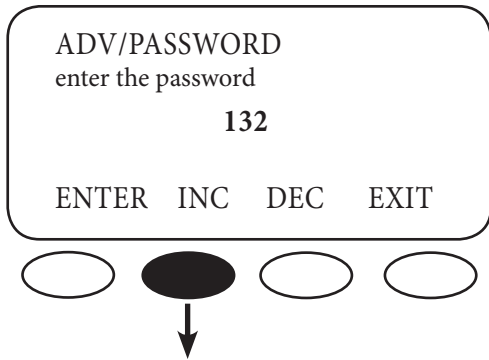 ADV/PASSWORD
enter the password
132
ENTER INC DEC EXIT